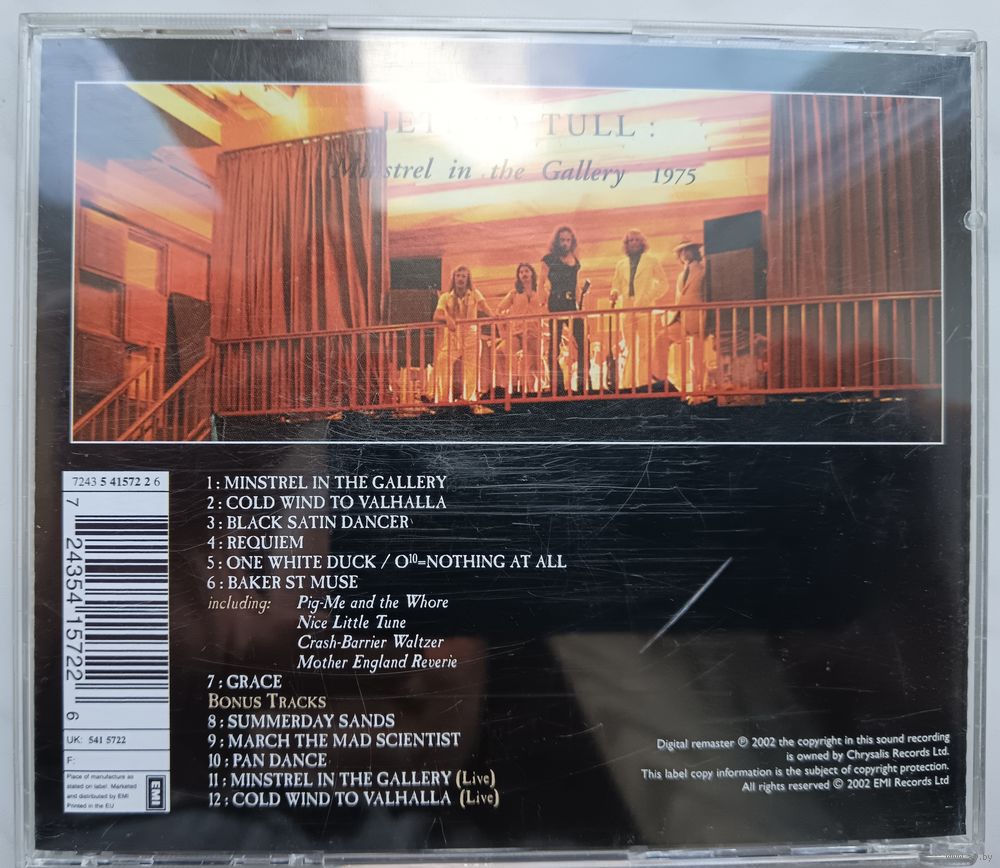 TULL :
Minstrel in the Gallery 1975
7243 5 41572 2 6
7 24354 15722 6
UK: 541 5722
F:
Place of manufacture as
stated on label. Marketed
and distributed by EMI
Printed in the EU
EMI
1 : MINSTREL IN THE GALLERY
2 : COLD WIND TO VALHALLA
3 : BLACK SATIN DANCER
4 : REQUIEM
5 : ONE WHITE DUCK / O¹⁰=NOTHING AT ALL
6 : BAKER ST MUSE
including: Pig-Me and the Whore
Nice Little Tune
Crash-Barrier Waltzer
Mother England Reverie
7 : GRACE
BONUS TRACKS
8 : SUMMERDAY SANDS
9 : MARCH THE MAD SCIENTIST
10 : PAN DANCE
11 : MINSTREL IN THE GALLERY (Live)
12 : COLD WIND TO VALHALLA (Live)
Digital remaster ℗ 2002 the copyright in this sound recording
is owned by Chrysalis Records Ltd.
This label copy information is the subject of copyright protection.
All rights reserved © 2002 EMI Records Ltd